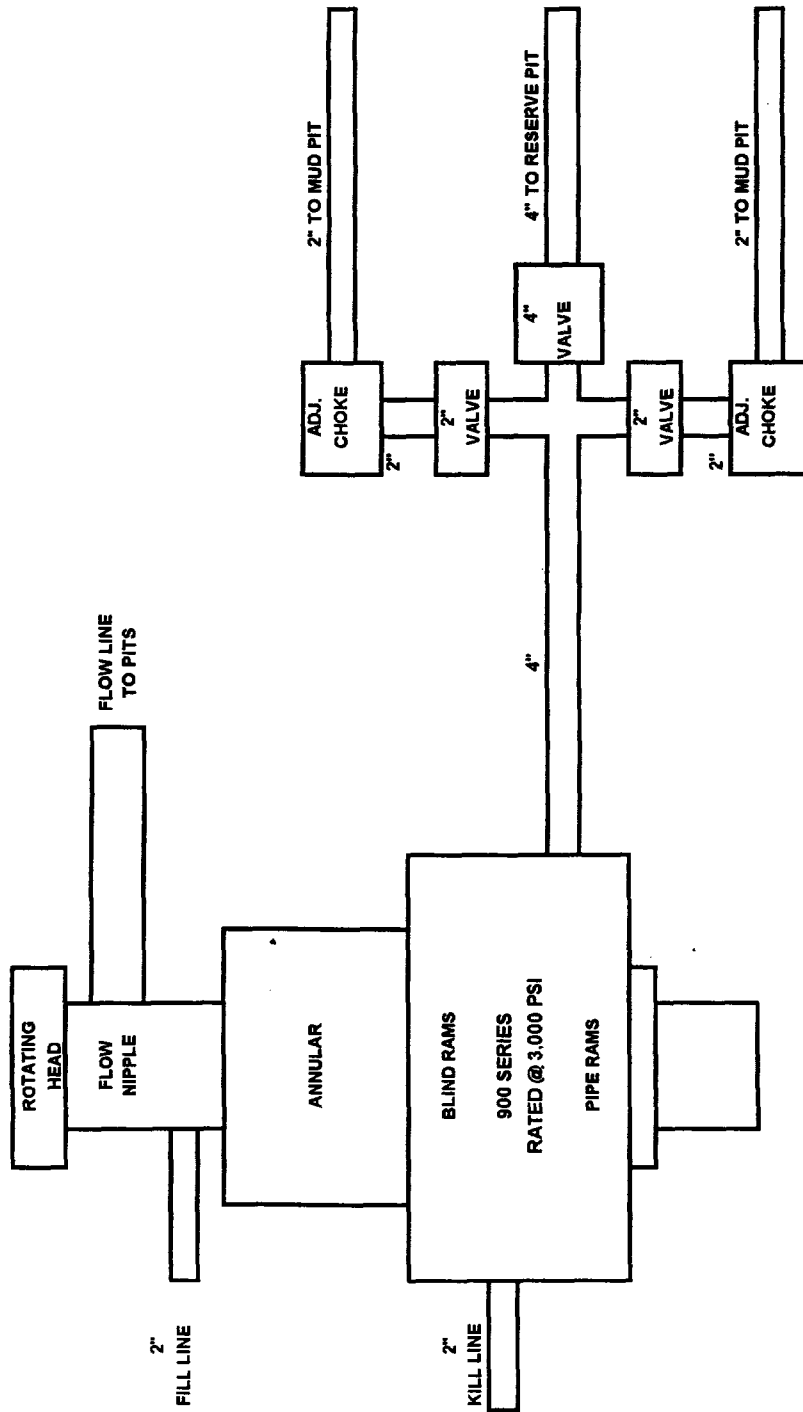 ROTATING
HEAD
FLOW
NIPPLE
FLOW LINE
TO PITS
2"
FILL LINE
ANNULAR
BLIND RAMS
900 SERIES
RATED @ 3,000 PSI
PIPE RAMS
2"
KILL LINE
4"
ADJ.
CHOKE
2"
2"
VALVE
2" TO MUD PIT
4"
VALVE
4" TO RESERVE PIT
2"
VALVE
2"
ADJ.
CHOKE
2" TO MUD PIT